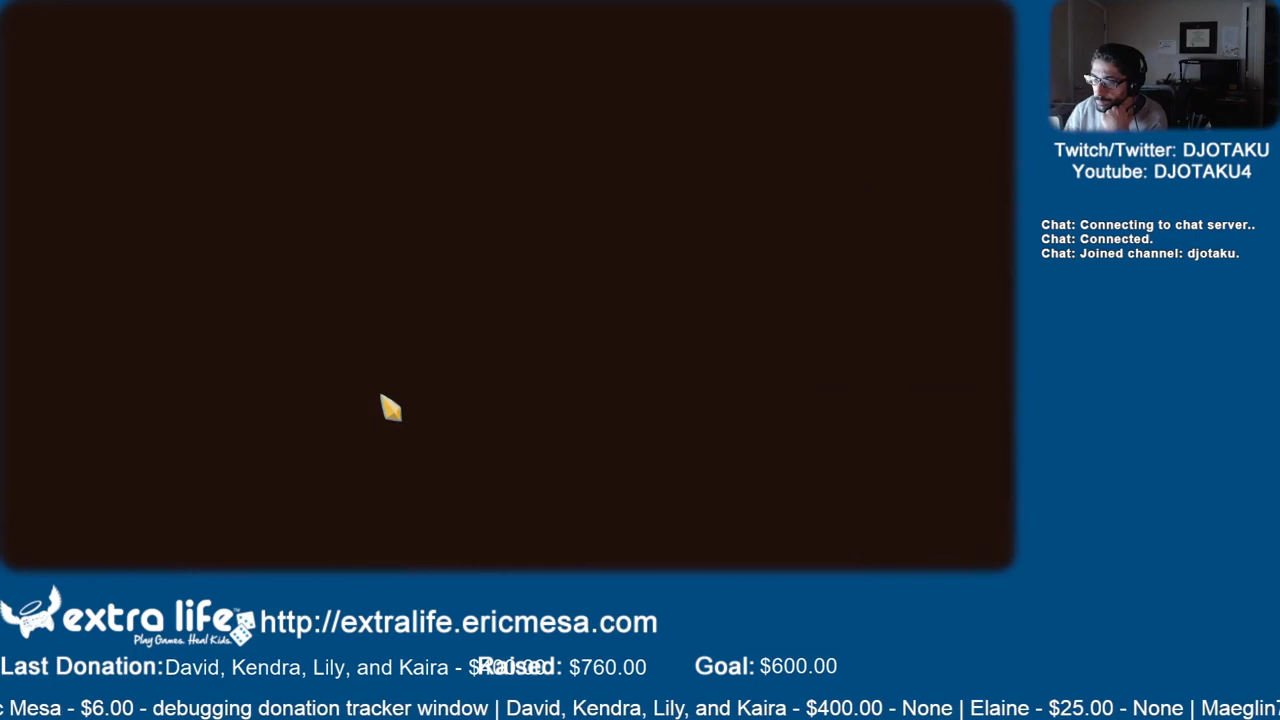 Twitch/Twitter: DJOTAKU
Youtube: DJOTAKU4
Chat: Connecting to chat server..
Chat: Connected.
Chat: Joined channel: djotaku.
extra life
Play Games. Heal Kids.
http://extralife.ericmesa.com
Last Donation: David, Kendra, Lily, and Kaira - $400.00 Raised: $760.00 Goal: $600.00
c Mesa - $6.00 - debugging donation tracker window | David, Kendra, Lily, and Kaira - $400.00 - None | Elaine - $25.00 - None | Maeglin7